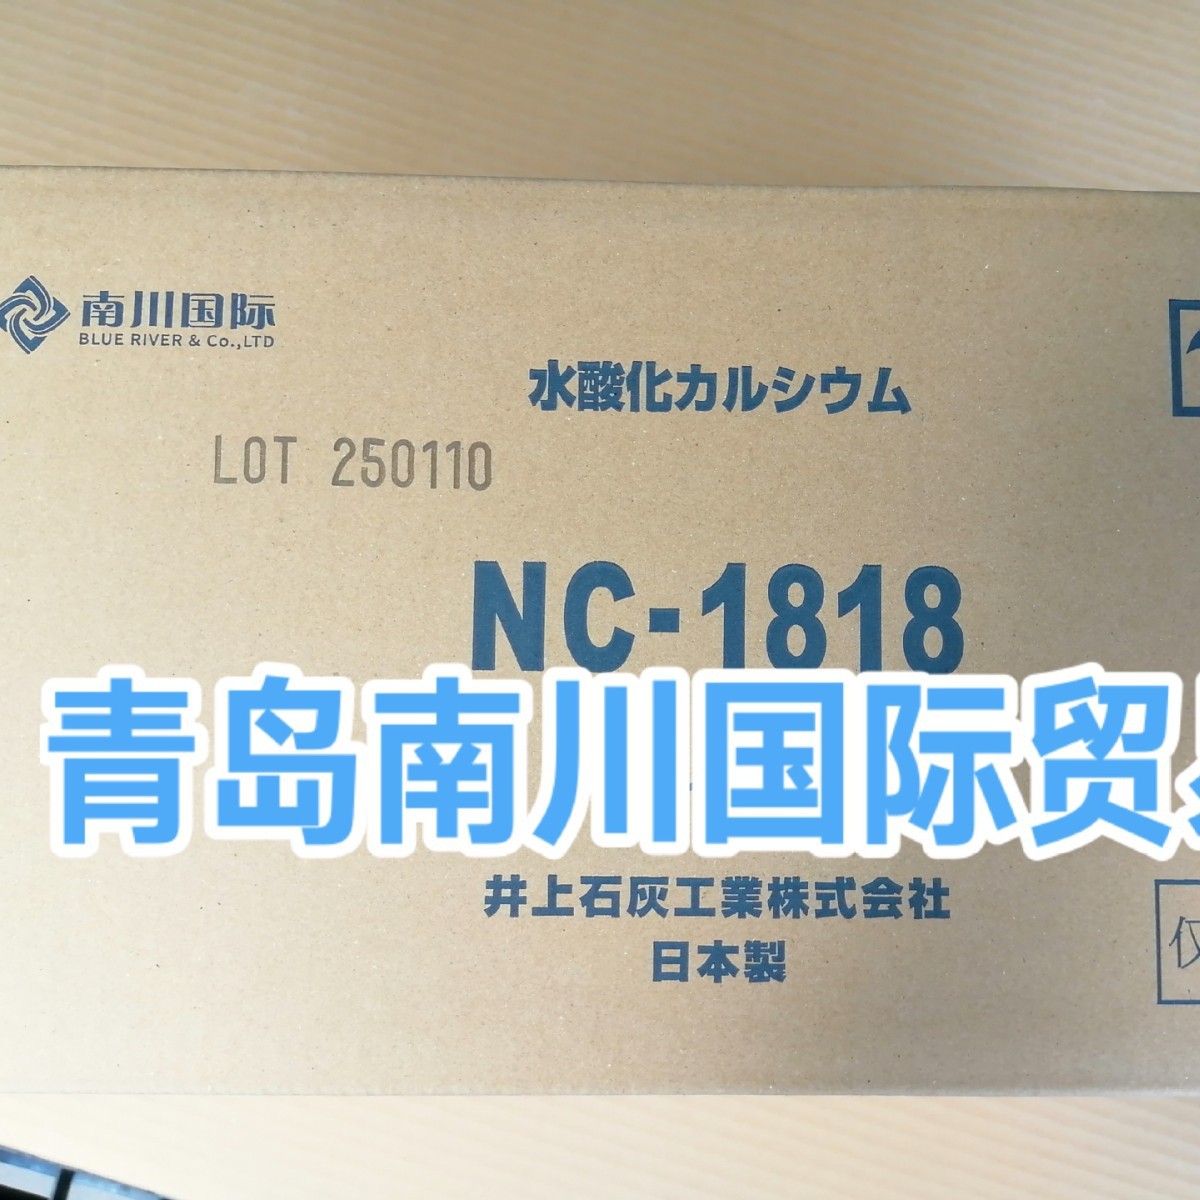 南川国际
BLUE RIVER & Co.,LTD
水酸化カルシウム
LOT 250110
NC-1818
青岛南川国际贸
井上石灰工業株式会社
日本製
仅